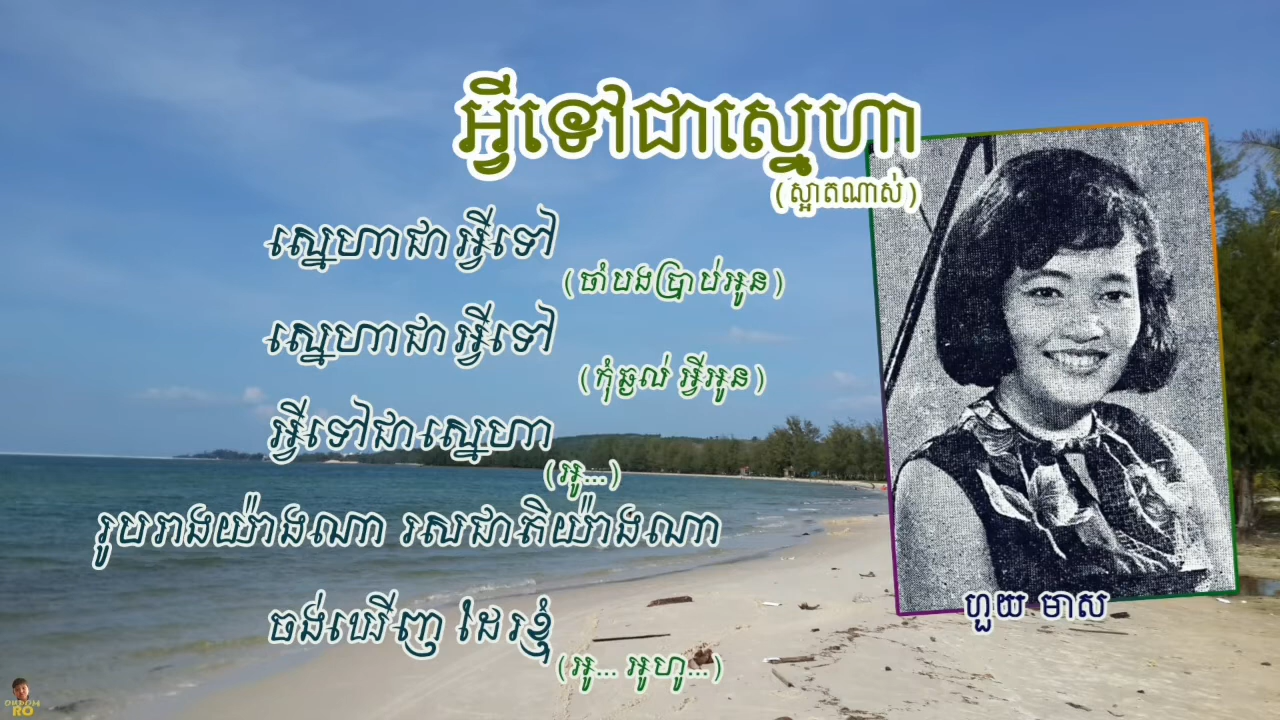 អ្វីទៅជាស្នេហា
(ស្អាតណាស់)
ស្នេហាជាអ្វីទៅ
(ចាំបងប្រាប់អូន)
ស្នេហាជាអ្វីទៅ
(កុំឆ្ងល់ អ្វីអូន)
អ្វីទៅជាស្នេហា
(អូ...)
រូបរាងយ៉ាងណា រសជាតិយ៉ាងណា
ចង់ឃើញ ដែរខ្ញុំ
(អូ... អូហូ...)
ហួយ មាស
RO